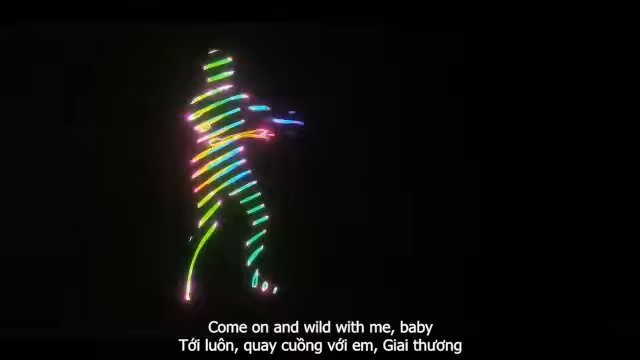 Come on and wild with me, baby
Tới luôn, quay cuồng với em, Giai thương